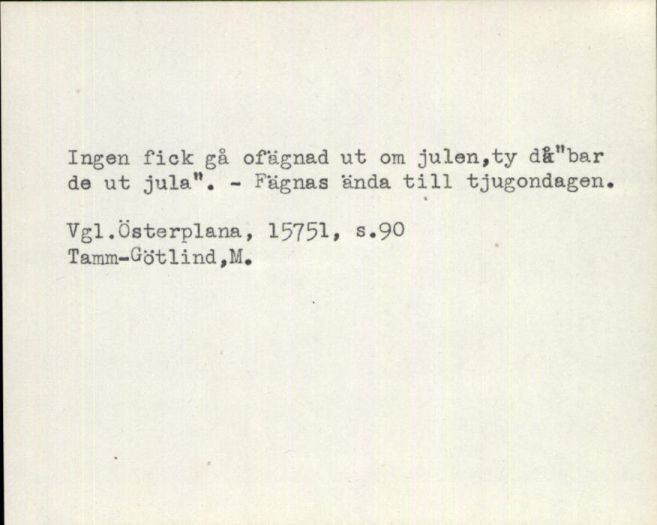 Ingen fick gå ofägnad ut om julen,ty då"bar
de ut jula". - Fägnas ända till tjugondagen.
Vgl.Österplana, 15751, s.90
Tamm-Götlind,M.